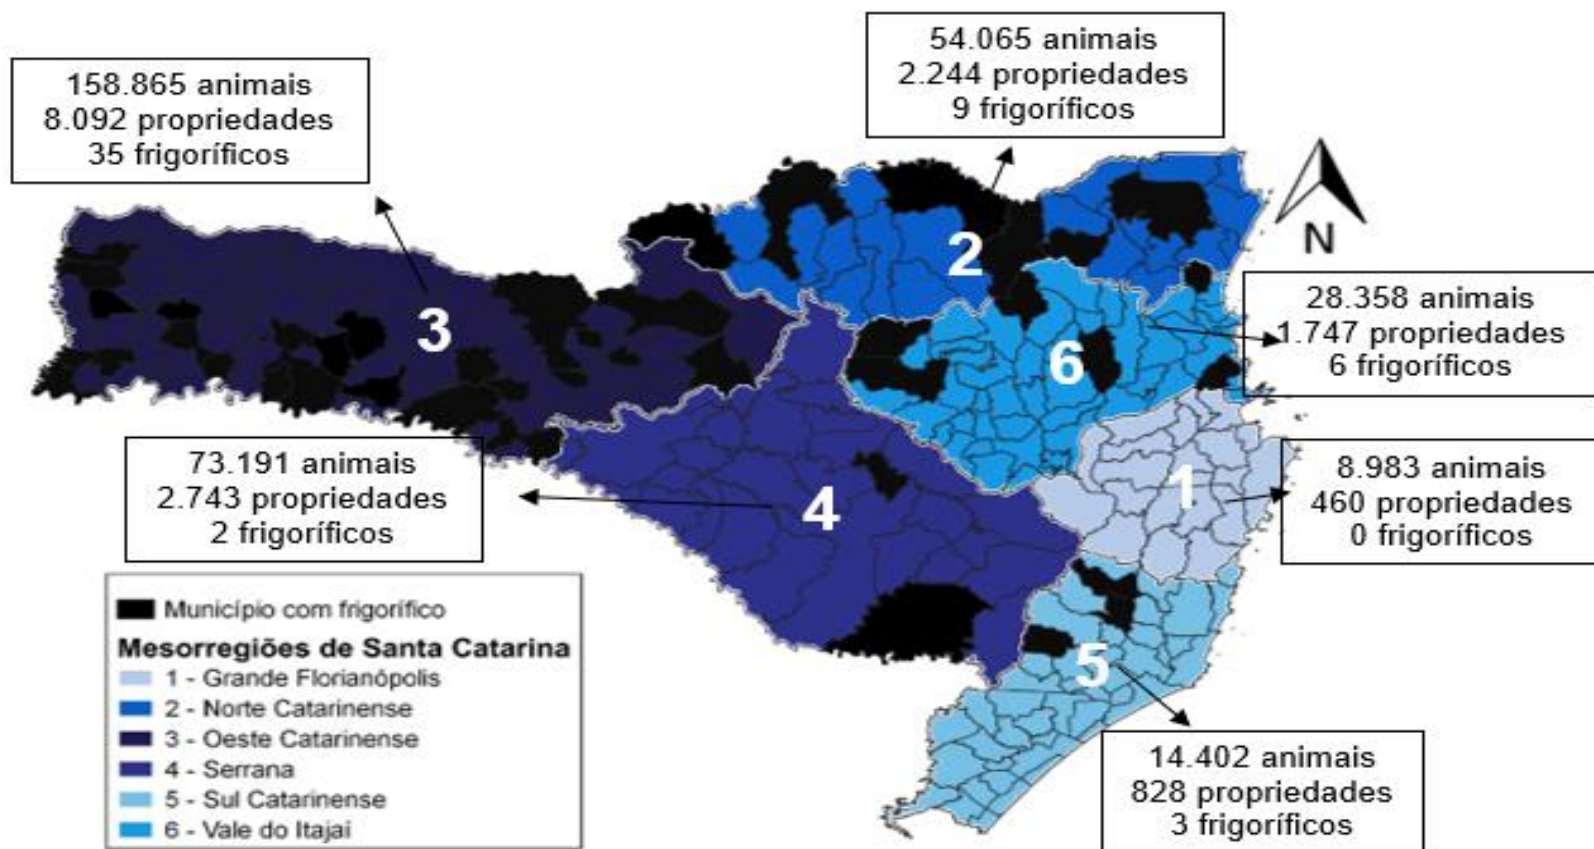 54.065 animais
2.244 propriedades
9 frigoríficos
158.865 animais
8.092 propriedades
35 frigoríficos
N
2
3
6
28.358 animais
1.747 propriedades
6 frigoríficos
73.191 animais
2.743 propriedades
2 frigoríficos
4
1
8.983 animais
460 propriedades
0 frigoríficos
5
14.402 animais
828 propriedades
3 frigoríficos
Município com frigorífico
Mesorregiões de Santa Catarina
1 - Grande Florianópolis
2 - Norte Catarinense
3 - Oeste Catarinense
4 - Serrana
5 - Sul Catarinense
6 - Vale do Itajaí